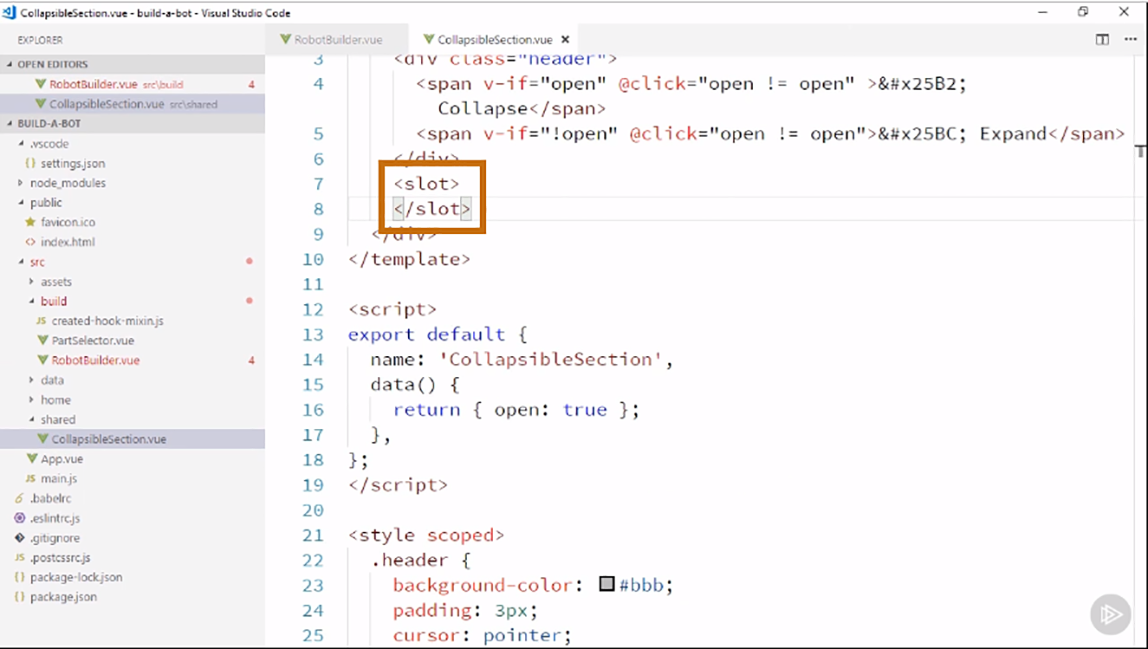 CollapsibleSection.vue - build-a-bot - Visual Studio Code
EXPLORER
OPEN EDITORS
RobotBuilder.vue src\build 4
CollapsibleSection.vue src\shared
BUILD-A-BOT
.vscode
{} settings.json
node_modules
public
favicon.ico
<> index.html
src
assets
build
JS created-hook-mixin.js
PartSelector.vue
RobotBuilder.vue 4
data
home
shared
CollapsibleSection.vue
App.vue
JS main.js
.babelrc
.eslintrc.js
.gitignore
JS .postcssrc.js
{} package-lock.json
{} package.json
RobotBuilder.vue
CollapsibleSection.vue ×
3 <div class="header">
4 <span v-if="open" @click="open != open" >&#x25B2;
Collapse</span>
5 <span v-if="!open" @click="open != open">&#x25BC; Expand</span>
6 </div>
7 <slot>
8 </slot>
9 </div>
10 </template>
11
12 <script>
13 export default {
14 name: 'CollapsibleSection',
15 data() {
16 return { open: true };
17 },
18 };
19 </script>
20
21 <style scoped>
22 .header {
23 background-color: #bbb;
24 padding: 3px;
25 cursor: pointer;